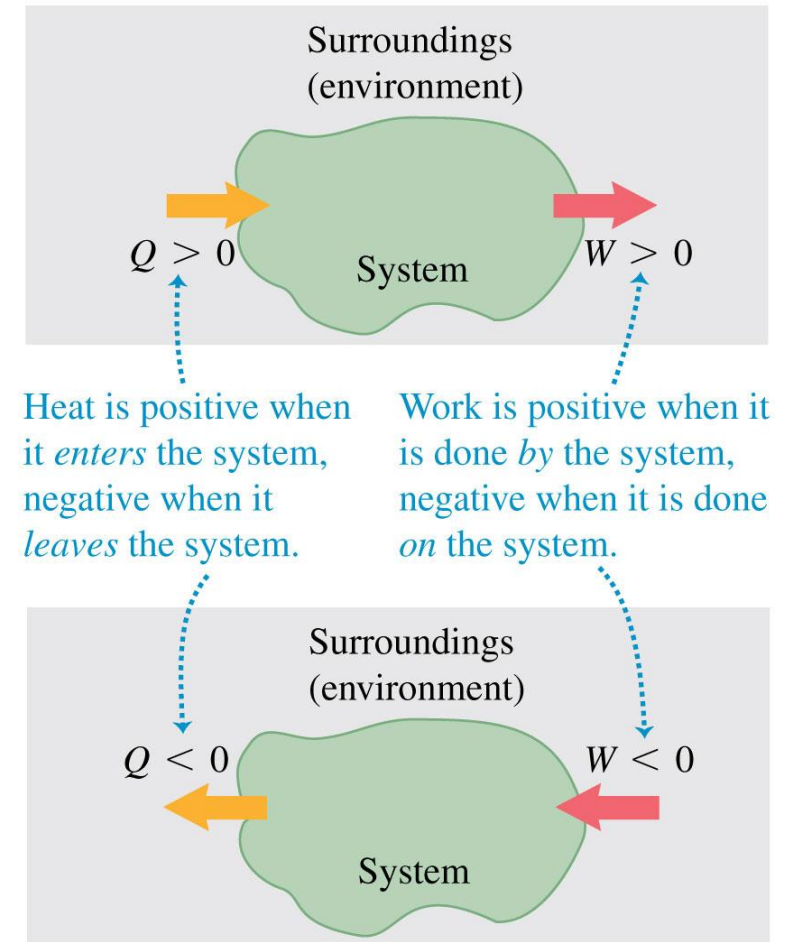 Surroundings
(environment)
Q > 0
System
W > 0
Heat is positive when
it enters the system,
negative when it
leaves the system.
Work is positive when it
is done by the system,
negative when it is done
on the system.
Surroundings
(environment)
Q < 0
W < 0
System